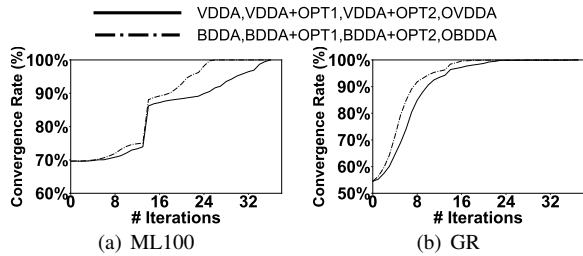 VDDA,VDDA+OPT1,VDDA+OPT2,OVDDA
BDDA,BDDA+OPT1,BDDA+OPT2,OBDDA
Convergence Rate (%)
100%
90%
80%
70%
60%
0 8 16 24 32
# Iterations
(a) ML100
Convergence Rate (%)
100%
90%
80%
70%
60%
50%
0 8 16 24 32
# Iterations
(b) GR